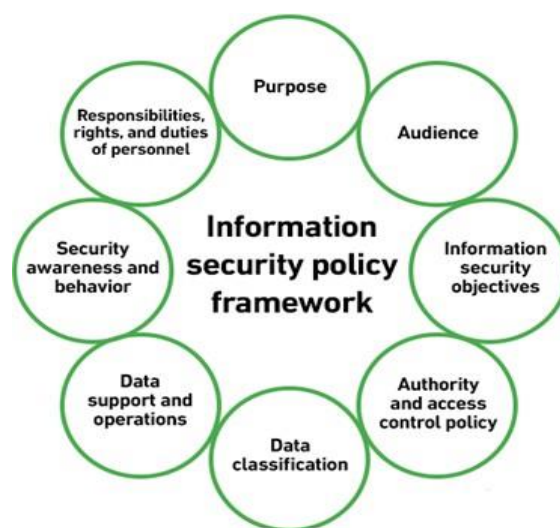 Purpose
Audience
Information
security
objectives
Authority
and access
control policy
Data
classification
Data
support and
operations
Security
awareness and
behavior
Responsibilities,
rights, and duties
of personnel
Information
security policy
framework